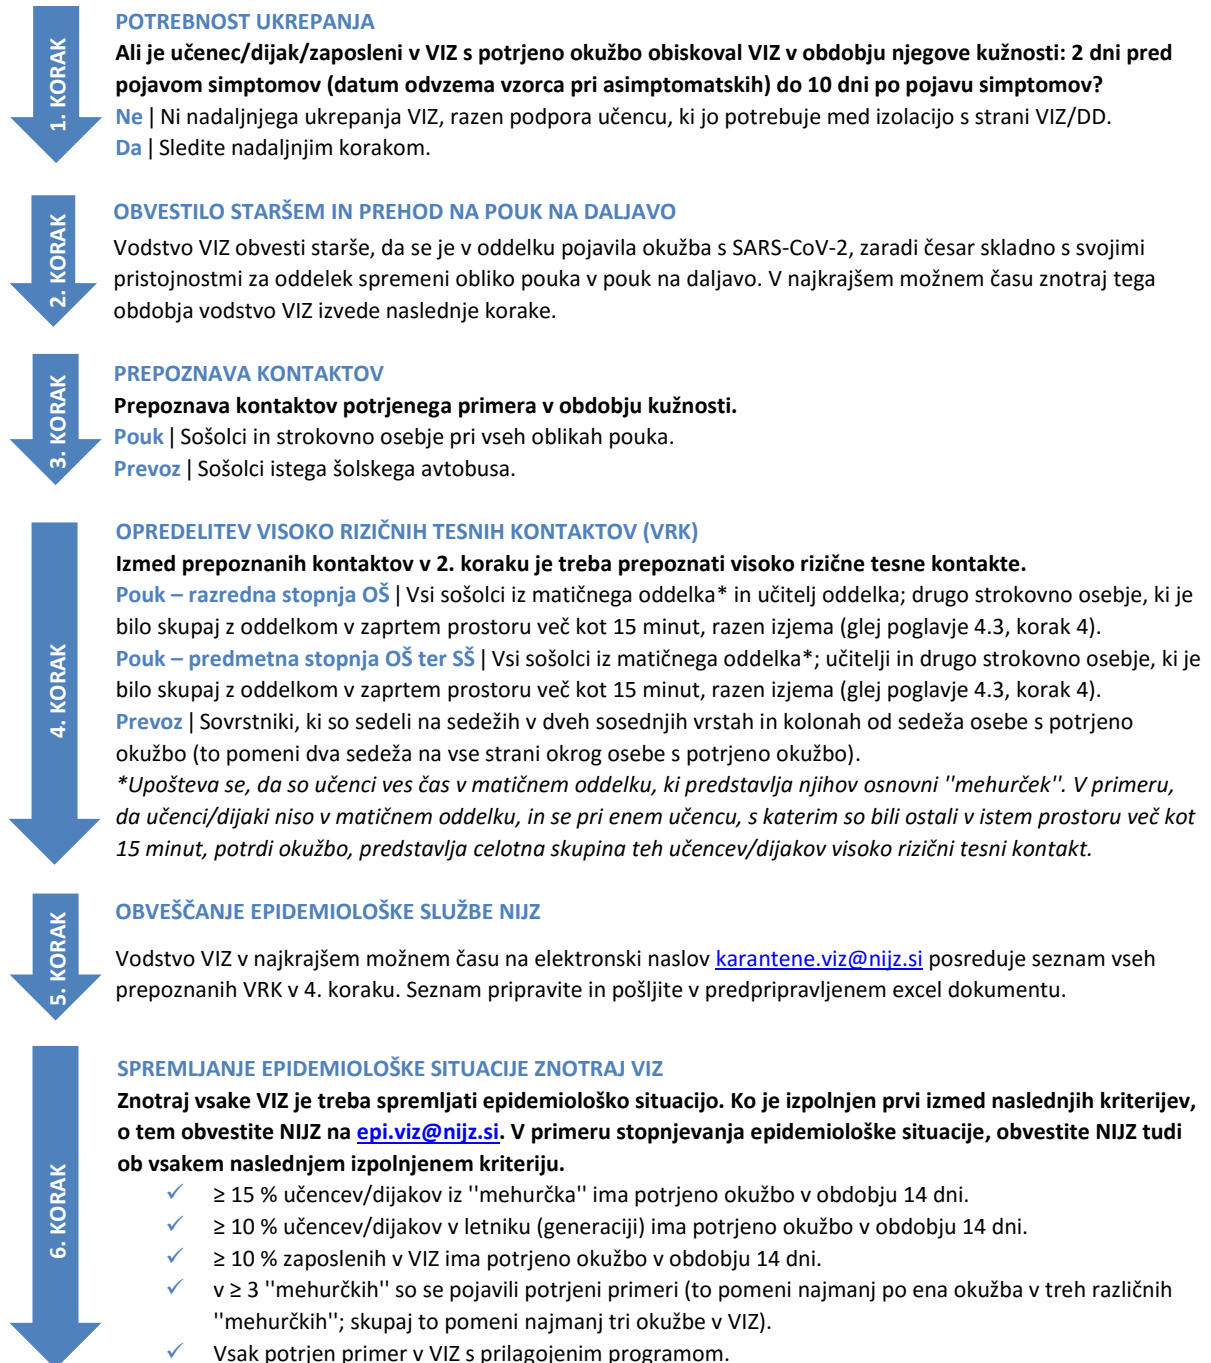 1. KORAK
POTREBNOST UKREPANJA
Ali je učenec/dijak/zaposleni v VIZ s potrjeno okužbo obiskoval VIZ v obdobju njegove kužnosti: 2 dni pred
pojavom simptomov (datum odvzema vzorca pri asimptomatskih) do 10 dni po pojavu simptomov?
Ne | Ni nadaljnjega ukrepanja VIZ, razen podpora učencu, ki jo potrebuje med izolacijo s strani VIZ/DD.
Da | Sledite nadaljnjim korakom.
2. KORAK
OBVESTILO STARŠEM IN PREHOD NA POUK NA DALJAVO
Vodstvo VIZ obvesti starše, da se je v oddelku pojavila okužba s SARS-CoV-2, zaradi česar skladno s svojimi
pristojnostmi za oddelek spremeni obliko pouka v pouk na daljavo. V najkrajšem možnem času znotraj tega
obdobja vodstvo VIZ izvede naslednje korake.
3. KORAK
PREPOZNAVA KONTAKTOV
Prepoznava kontaktov potrjenega primera v obdobju kužnosti.
Pouk | Sošolci in strokovno osebje pri vseh oblikah pouka.
Prevoz | Sošolci istega šolskega avtobusa.
4. KORAK
OPREDELITEV VISOKO RIZIČNIH TESNIH KONTAKTOV (VRK)
Izmed prepoznanih kontaktov v 2. koraku je treba prepoznati visoko rizične tesne kontakte.
Pouk – razredna stopnja OŠ | Vsi sošolci iz matičnega oddelka* in učitelj oddelka; drugo strokovno osebje, ki je
bilo skupaj z oddelkom v zaprtem prostoru več kot 15 minut, razen izjema (glej poglavje 4.3, korak 4).
Pouk – predmetna stopnja OŠ ter SŠ | Vsi sošolci iz matičnega oddelka*; učitelji in drugo strokovno osebje, ki je
bilo skupaj z oddelkom v zaprtem prostoru več kot 15 minut, razen izjema (glej poglavje 4.3, korak 4).
Prevoz | Sovrstniki, ki so sedeli na sedežih v dveh sosednjih vrstah in kolonah od sedeža osebe s potrjeno
okužbo (to pomeni dva sedeža na vse strani okrog osebe s potrjeno okužbo).
*Upošteva se, da so učenci ves čas v matičnem oddelku, ki predstavlja njihov osnovni ''mehurček''. V primeru,
da učenci/dijaki niso v matičnem oddelku, in se pri enem učencu, s katerim so bili ostali v istem prostoru več kot
15 minut, potrdi okužbo, predstavlja celotna skupina teh učencev/dijakov visoko rizični tesni kontakt.
5. KORAK
OBVEŠČANJE EPIDEMIOLOŠKE SLUŽBE NIJZ
Vodstvo VIZ v najkrajšem možnem času na elektronski naslov karantene.viz@nijz.si posreduje seznam vseh
prepoznanih VRK v 4. koraku. Seznam pripravite in pošljite v predpripravljenem excel dokumentu.
6. KORAK
SPREMLJANJE EPIDEMIOLOŠKE SITUACIJE ZNOTRAJ VIZ
Znotraj vsake VIZ je treba spremljati epidemiološko situacijo. Ko je izpolnjen prvi izmed naslednjih kriterijev,
o tem obvestite NIJZ na epi.viz@nijz.si. V primeru stopnjevanja epidemiološke situacije, obvestite NIJZ tudi
ob vsakem naslednjem izpolnjenem kriteriju.
✓ ≥ 15 % učencev/dijakov iz ''mehurčka'' ima potrjeno okužbo v obdobju 14 dni.
✓ ≥ 10 % učencev/dijakov v letniku (generaciji) ima potrjeno okužbo v obdobju 14 dni.
✓ ≥ 10 % zaposlenih v VIZ ima potrjeno okužbo v obdobju 14 dni.
✓ v ≥ 3 ''mehurčkih'' so se pojavili potrjeni primeri (to pomeni najmanj po ena okužba v treh različnih
''mehurčkih''; skupaj to pomeni najmanj tri okužbe v VIZ).
✓ Vsak potrjen primer v VIZ s prilagojenim programom.